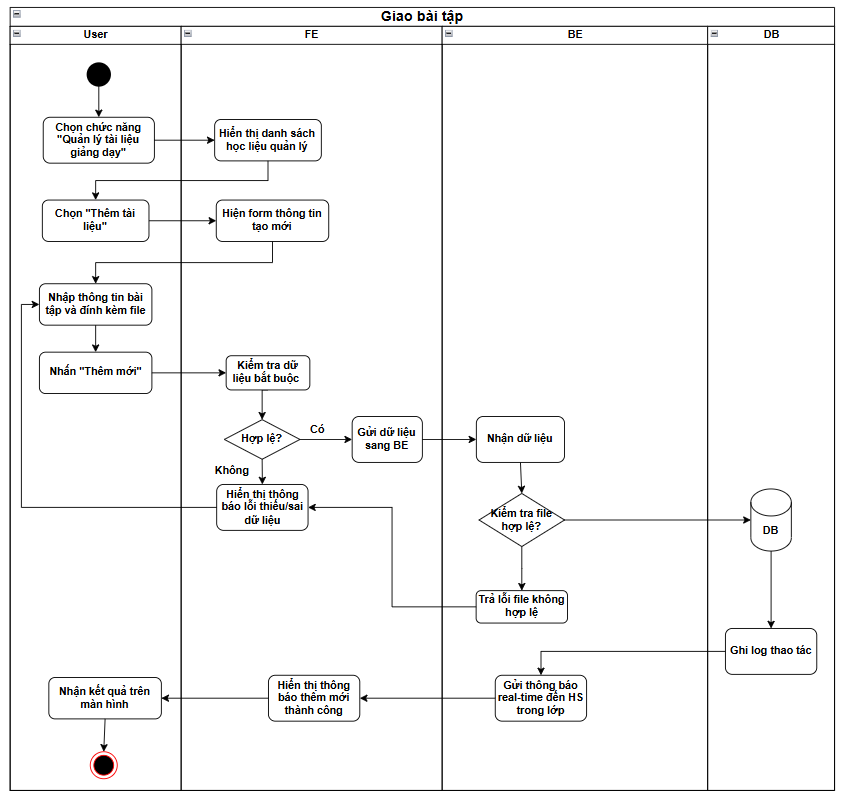 Giao bài tập
User
FE
BE
DB
Chọn chức năng
"Quản lý tài liệu
giảng dạy"
Hiển thị danh sách
học liệu quản lý
Chọn "Thêm tài
liệu"
Hiện form thông tin
tạo mới
Nhập thông tin bài
tập và đính kèm file
Nhấn "Thêm mới"
Kiểm tra dữ
liệu bắt buộc
Hợp lệ?
Có
Gửi dữ liệu
sang BE
Nhận dữ liệu
Không
Hiển thị thông
báo lỗi thiếu/sai
dữ liệu
Kiểm tra file
hợp lệ?
DB
Trả lỗi file không
hợp lệ
Ghi log thao tác
Gửi thông báo
real-time đến HS
trong lớp
Hiển thị thông
báo thêm mới
thành công
Nhận kết quả trên
màn hình